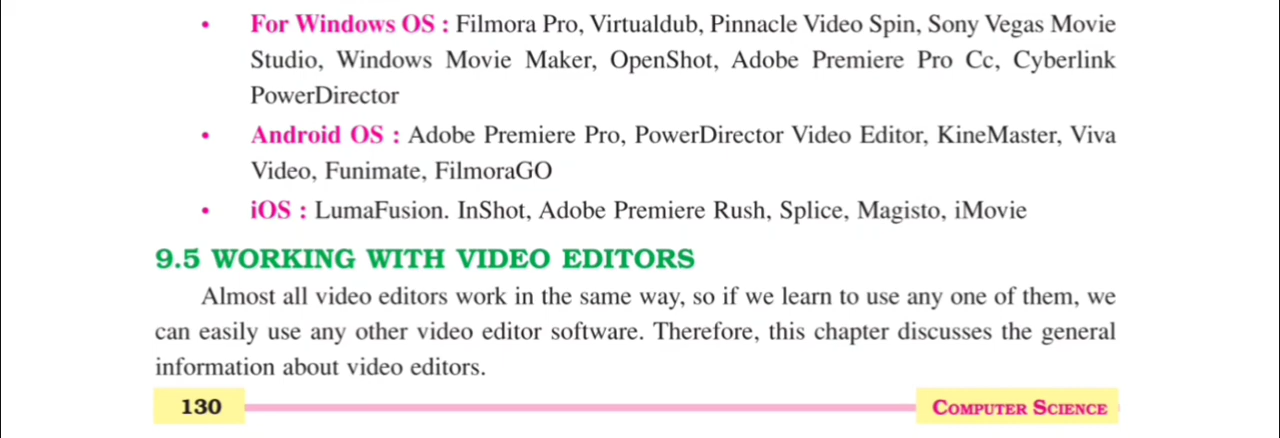 • For Windows OS : Filmora Pro, Virtualdub, Pinnacle Video Spin, Sony Vegas Movie
Studio, Windows Movie Maker, OpenShot, Adobe Premiere Pro Cc, Cyberlink
PowerDirector
• Android OS : Adobe Premiere Pro, PowerDirector Video Editor, KineMaster, Viva
Video, Funimate, FilmoraGO
• iOS : LumaFusion. InShot, Adobe Premiere Rush, Splice, Magisto, iMovie
9.5 WORKING WITH VIDEO EDITORS
Almost all video editors work in the same way, so if we learn to use any one of them, we
can easily use any other video editor software. Therefore, this chapter discusses the general
information about video editors.
130 COMPUTER SCIENCE